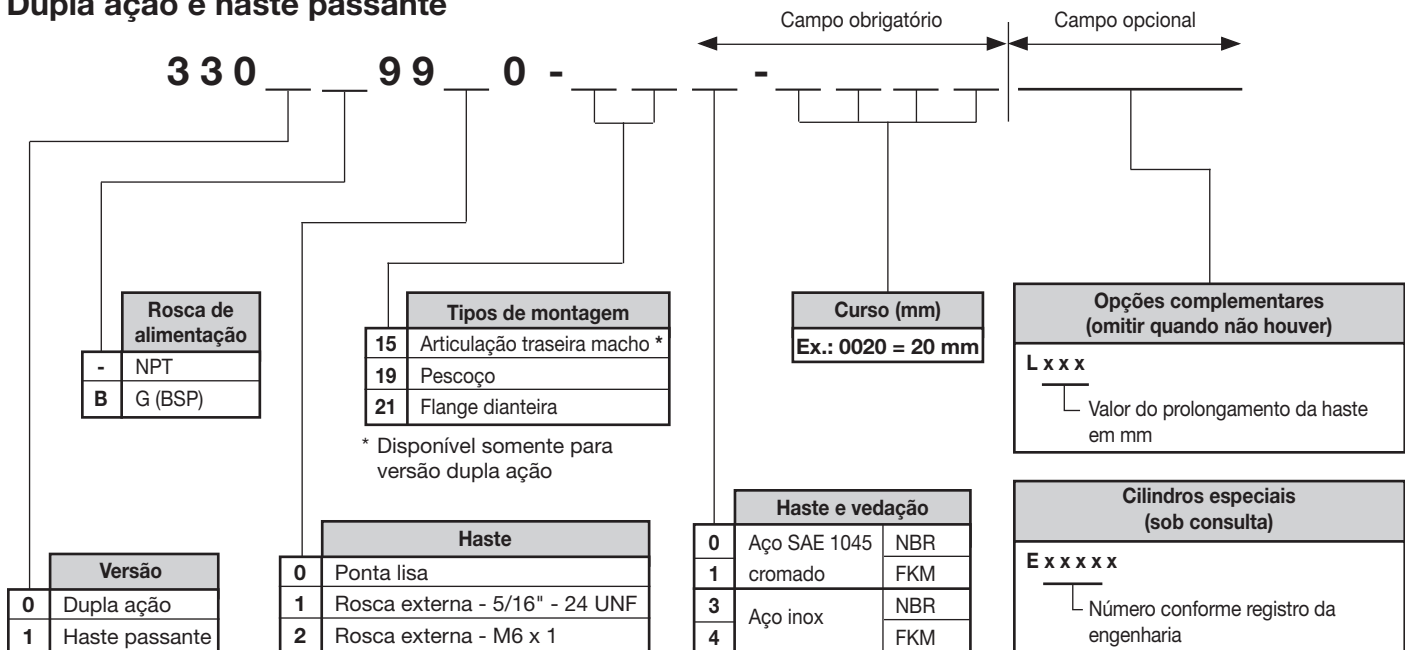 Dupla ação e haste passante
Campo obrigatório
Campo opcional
3 3 0 _ _ 9 9 _ 0 - _ _ _ - _ _ _ _
Rosca de
alimentação
- NPT
B G (BSP)
Tipos de montagem
15 Articulação traseira macho *
19 Pescoço
21 Flange dianteira
* Disponível somente para
versão dupla ação
Curso (mm)
Ex.: 0020 = 20 mm
Opções complementares
(omitir quando não houver)
L x x x
Valor do prolongamento da haste
em mm
Versão
0 Dupla ação
1 Haste passante
Haste
0 Ponta lisa
1 Rosca externa - 5/16" - 24 UNF
2 Rosca externa - M6 x 1
Haste e vedação
0 Aço SAE 1045 NBR
1 cromado FKM
3 Aço inox NBR
4 FKM
Cilindros especiais
(sob consulta)
E x x x x x
Número conforme registro da
engenharia